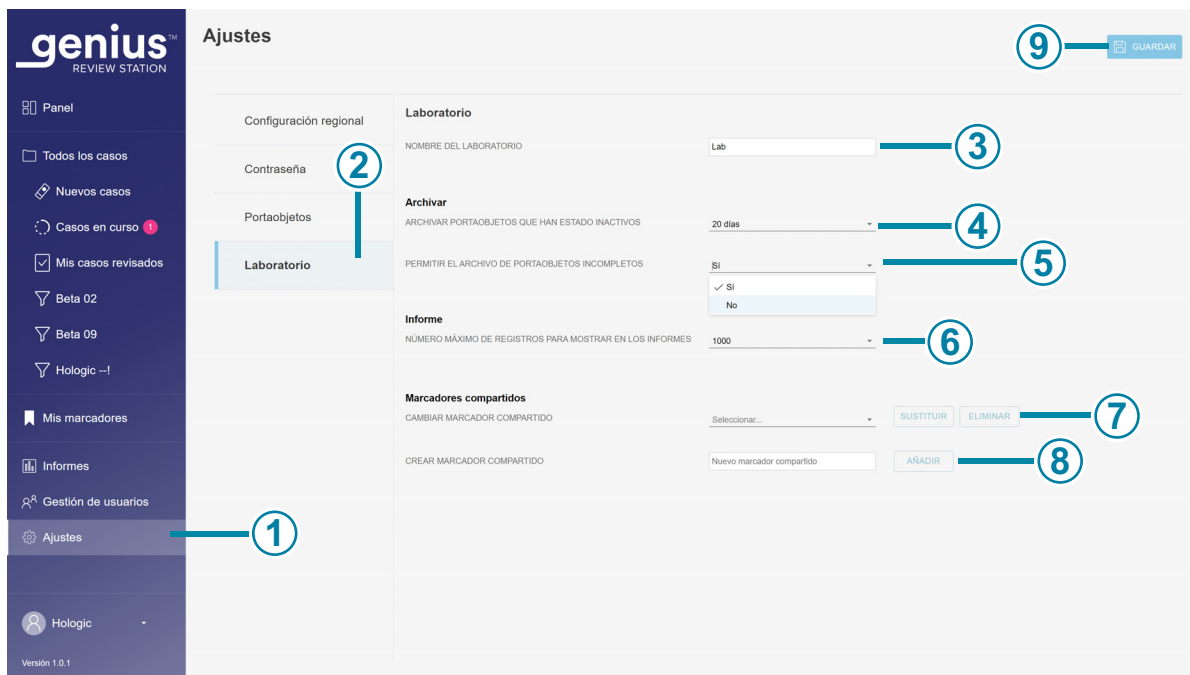 genius™
REVIEW STATION
Panel
Todos los casos
Nuevos casos
Casos en curso 1
Mis casos revisados
Beta 02
Beta 09
Hologic --!
Mis marcadores
Informes
Gestión de usuarios
Ajustes
1
Hologic
Versión 1.0.1
Ajustes
9
GUARDAR
Configuración regional
Contraseña
2
Portaobjetos
Laboratorio
Laboratorio
NOMBRE DEL LABORATORIO
Lab
3
Archivar
ARCHIVAR PORTAOBJETOS QUE HAN ESTADO INACTIVOS
20 días
4
PERMITIR EL ARCHIVO DE PORTAOBJETOS INCOMPLETOS
Sí
5
Sí
No
Informe
NÚMERO MÁXIMO DE REGISTROS PARA MOSTRAR EN LOS INFORMES
1000
6
Marcadores compartidos
CAMBIAR MARCADOR COMPARTIDO
Seleccionar...
SUSTITUIR
ELIMINAR
7
CREAR MARCADOR COMPARTIDO
Nuevo marcador compartido
AÑADIR
8